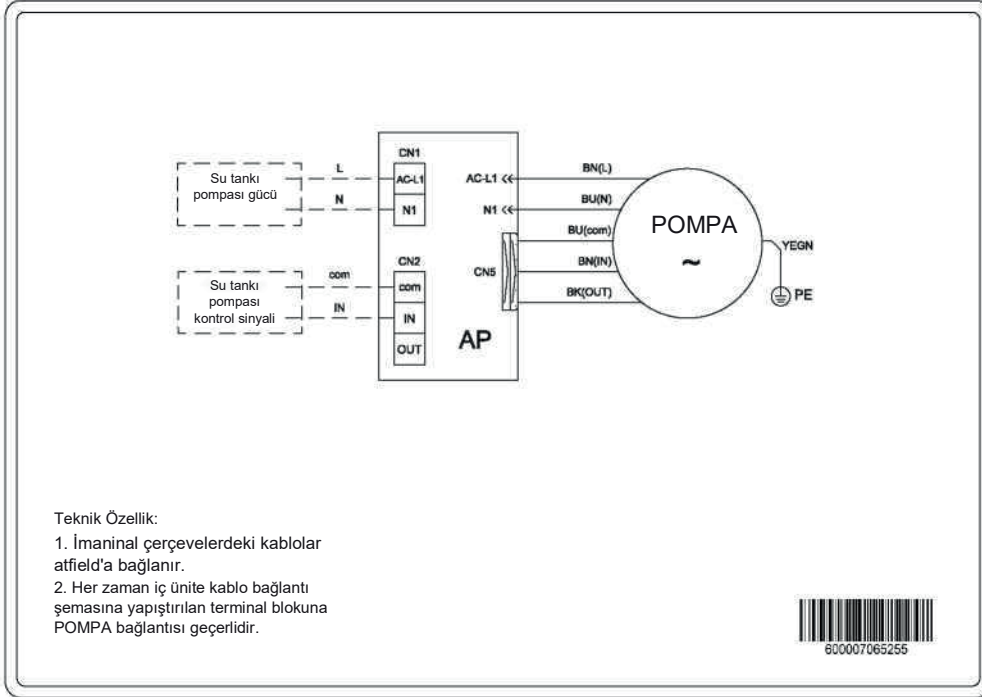 CN1
Su tankı
pompası gücü
L
N
AC-L1
N1
AC-L1
N1
BN(L)
BU(N)
BU(com)
BN(IN)
BK(OUT)
POMPA
~
YEGN
PE
CN5
CN2
Su tankı
pompası
kontrol sinyali
com
IN
com
IN
OUT
AP
Teknik Özellik:
1. İmaninal çerçevelerdeki kablolar
atfield'a bağlanır.
2. Her zaman iç ünite kablo bağlantı
şemasına yapıştırılan terminal blokuna
POMPA bağlantısı geçerlidir.
600007065255